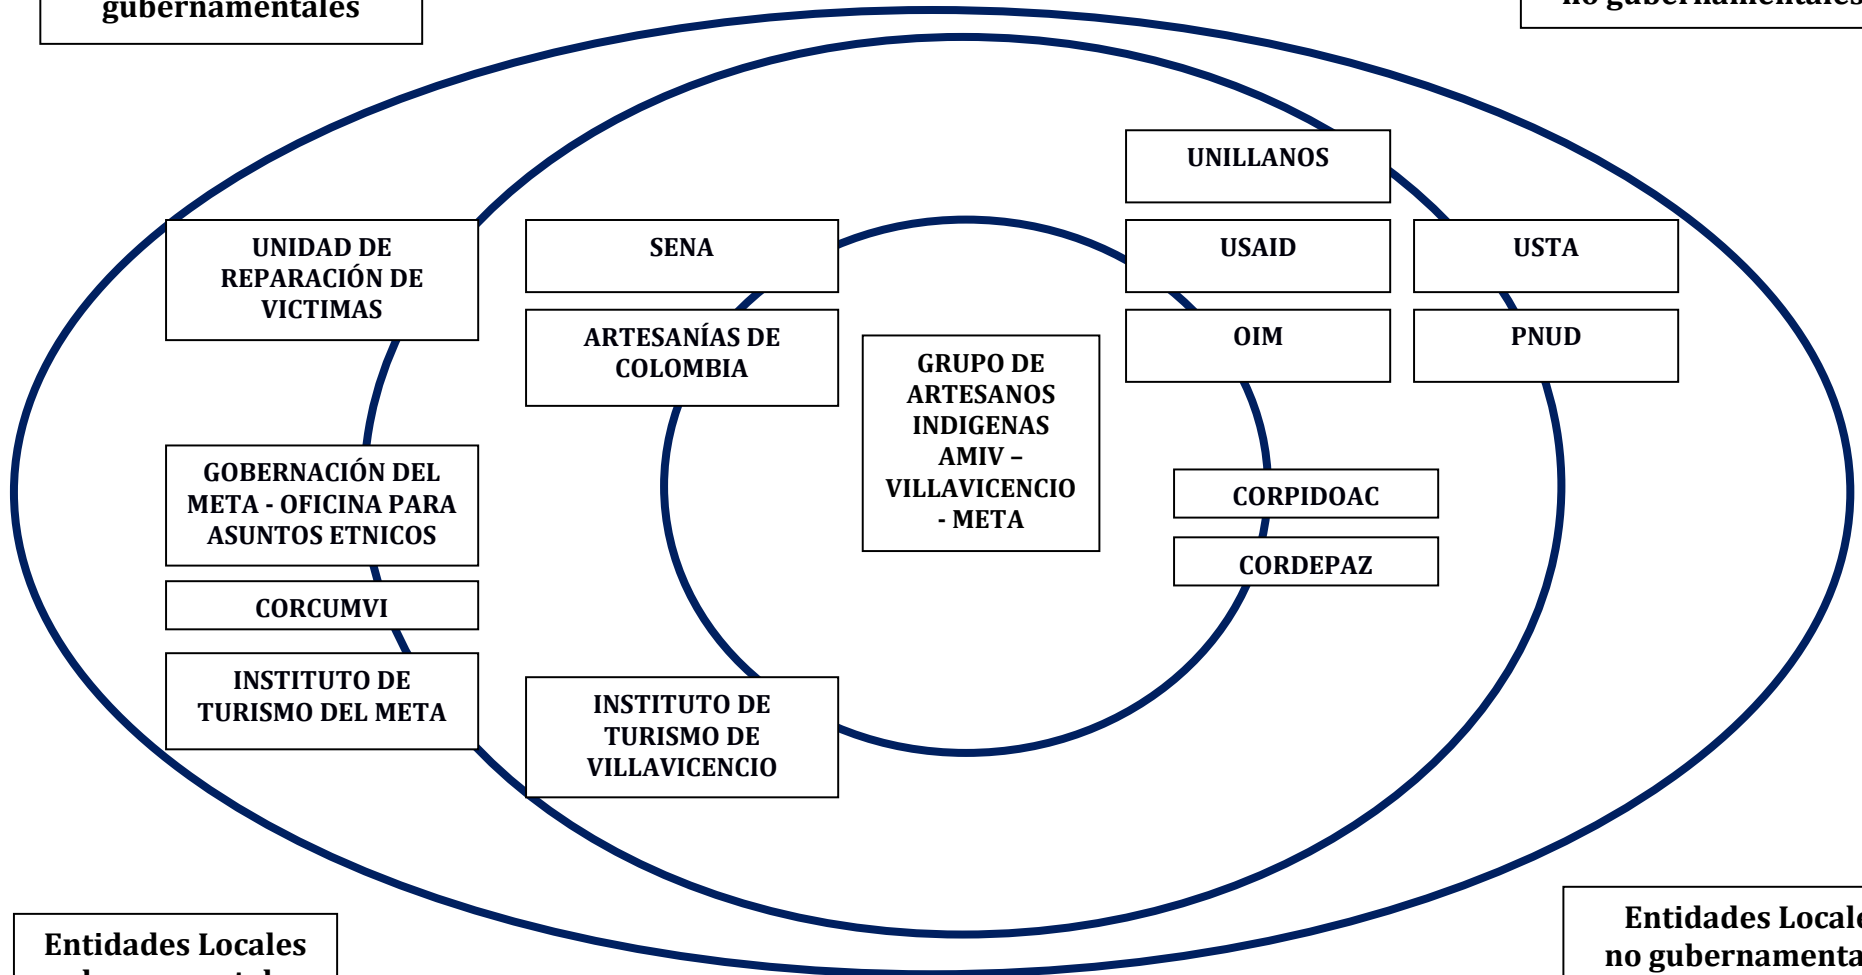 gubernamentales
UNILLANOS
UNIDAD DE
REPARACIÓN DE
VICTIMAS
SENA
USAID
USTA
ARTESANÍAS DE
COLOMBIA
OIM
PNUD
GRUPO DE
ARTESANOS
INDIGENAS
AMIV –
VILLAVICENCIO
- META
GOBERNACIÓN DEL
META - OFICINA PARA
ASUNTOS ETNICOS
CORPIDOAC
CORDEPAZ
CORCUMVI
INSTITUTO DE
TURISMO DEL META
INSTITUTO DE
TURISMO DE
VILLAVICENCIO
Entidades Locales
Entidades